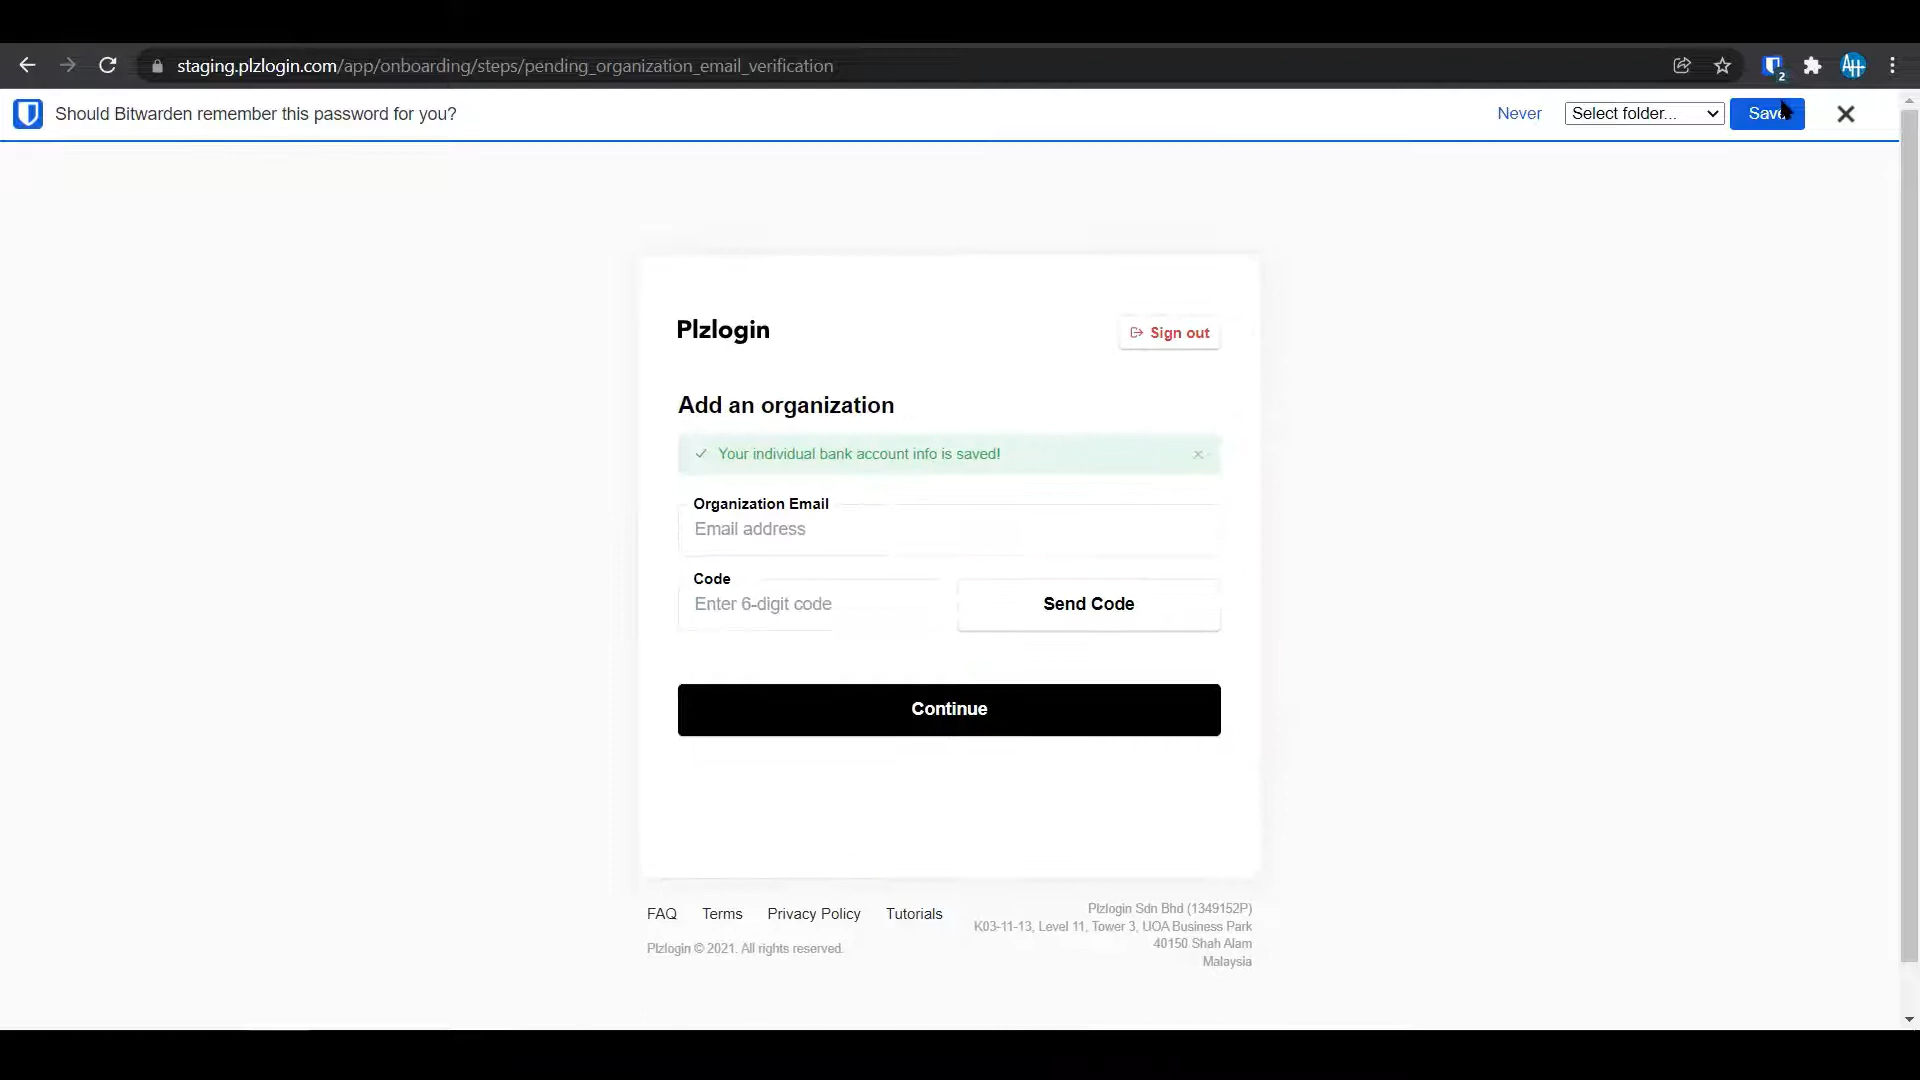 staging.plzlogin.com/app/onboarding/steps/pending_organization_email_verification
2
AH
Should Bitwarden remember this password for you?
Never
Select folder...
Save
Plzlogin
Sign out
Add an organization
Your individual bank account info is saved!
Organization Email
Email address
Code
Enter 6-digit code
Send Code
Continue
FAQ
Terms
Privacy Policy
Tutorials
Plzlogin © 2021. All rights reserved.
Plzlogin Sdn Bhd (1349152P)
K03-11-13, Level 11, Tower 3, UOA Business Park
40150 Shah Alam
Malaysia